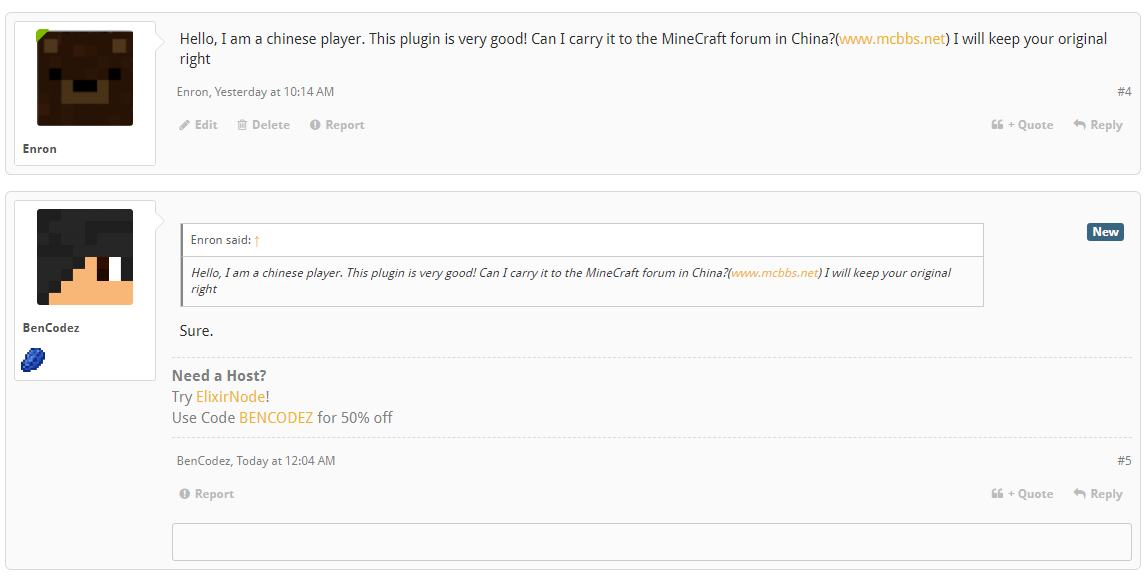 Hello, I am a chinese player. This plugin is very good! Can I carry it to the MineCraft forum in China?(www.mcbbs.net) I will keep your original
right
Enron, Yesterday at 10:14 AM
#4
Edit
Delete
Report
+ Quote
Reply
Enron
Enron said: ↑
New
Hello, I am a chinese player. This plugin is very good! Can I carry it to the MineCraft forum in China?(www.mcbbs.net) I will keep your original
right
BenCodez
Sure.
Need a Host?
Try ElixirNode!
Use Code BENCODEZ for 50% off
BenCodez, Today at 12:04 AM
#5
Report
+ Quote
Reply